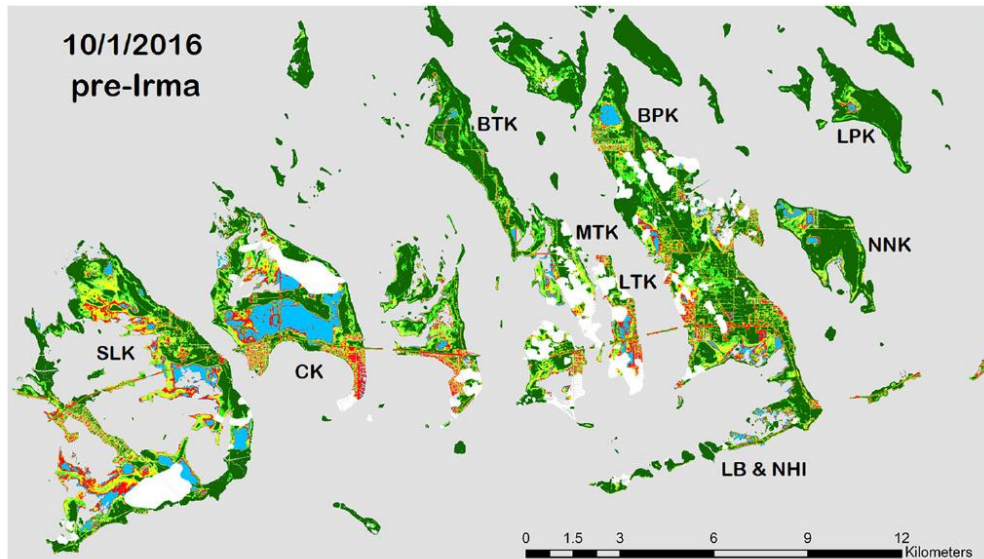 10/1/2016
pre-Irma
BTK
BPK
LPK
MTK
NNK
LTK
SLK
CK
LB & NHI
0 1.5 3 6 9 12
Kilometers